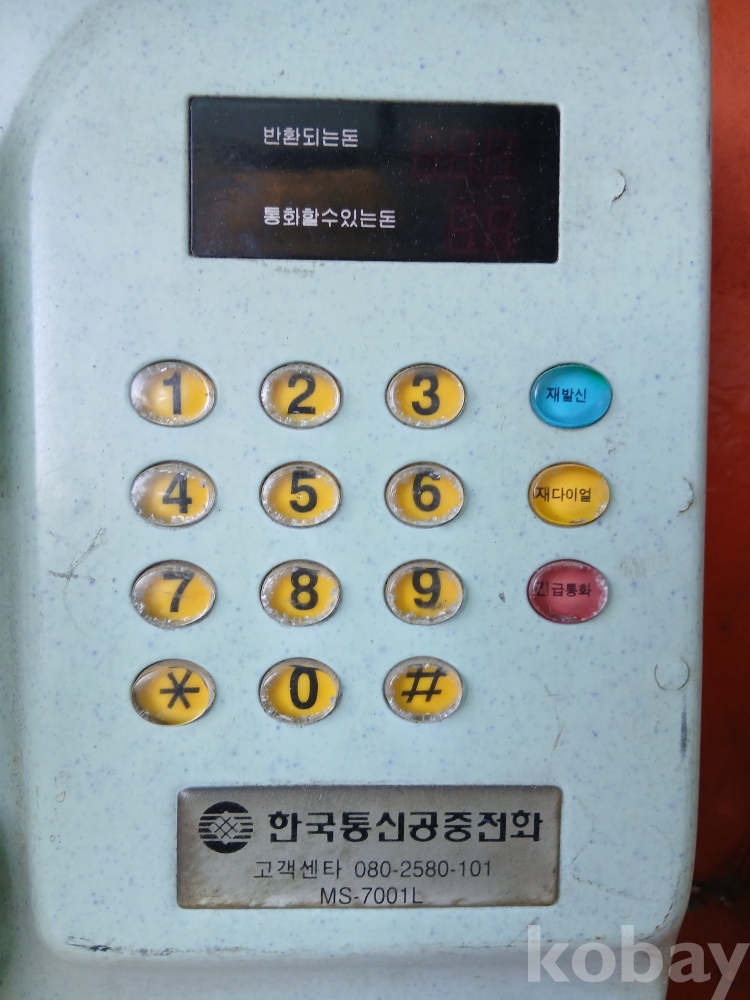 반환되는돈
통화할수있는돈
1 2 3 재발신
4 5 6 재다이얼
7 8 9 긴급통화
* 0 #
한국통신공중전화
고객센타 080-2580-101
MS-7001L
kobay